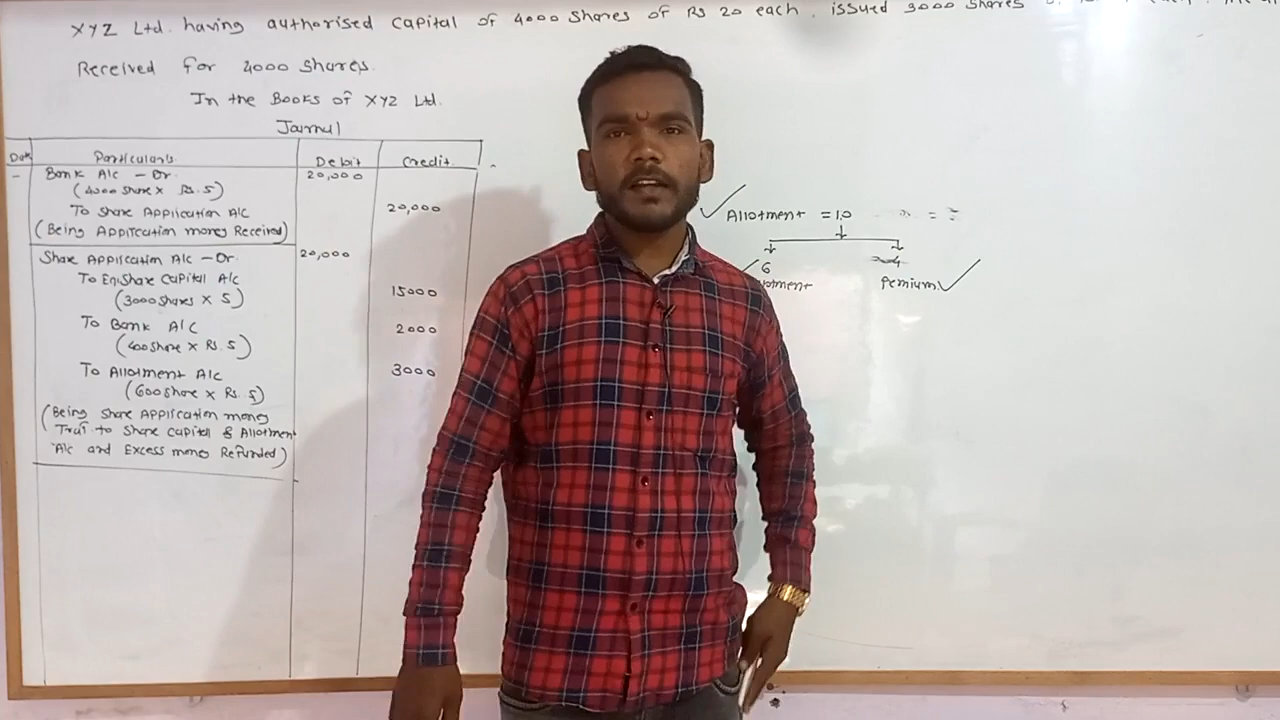 XYZ Ltd. having authorised capital of 4000 Shares of Rs 20 each. issued 3000 Shares
Received for 4000 Shares.
In the Books of XYZ Ltd.
Journal
Date Particulars Debit Credit.
Bank A/c - Dr. 20,000
(4000 Share x Rs. 5)
To Share Application A/c 20,000
(Being Application money Received)
Share Application A/c - Dr. 20,000
To Eq.Share Capital A/c
(3000 Shares x 5) 15000
To Bank A/c 2000
(400 Share x Rs. 5)
To Allotment A/c 3000
(600 Share x Rs. 5)
(Being Share Application money
Traf. to Share capital & Allotment
A/c and Excess money Refunded)
Allotment = 10
6
Premium